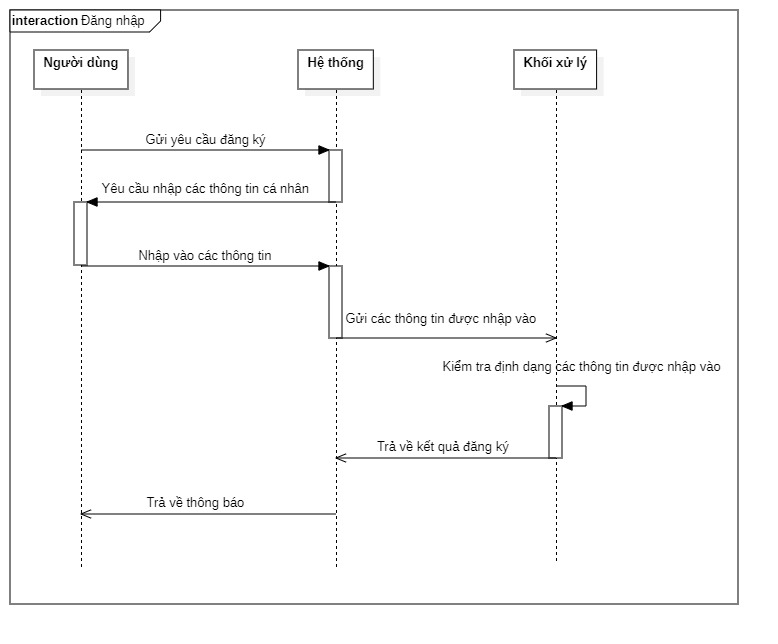 interaction Đăng nhập
Người dùng
Hệ thống
Khối xử lý
Gửi yêu cầu đăng ký
Yêu cầu nhập các thông tin cá nhân
Nhập vào các thông tin
Gửi các thông tin được nhập vào
Kiểm tra định dạng các thông tin được nhập vào
Trả về kết quả đăng ký
Trả về thông báo